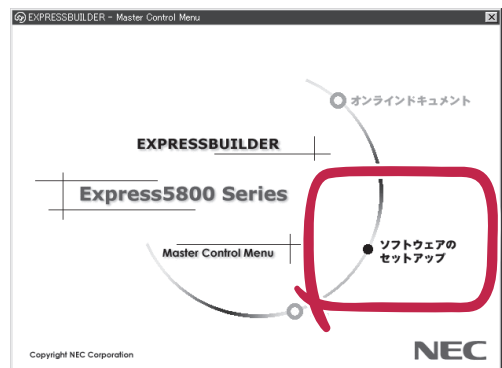 EXPRESSBUILDER - Master Control Menu
オンラインドキュメント
EXPRESSBUILDER
Express5800 Series
Master Control Menu
ソフトウェアの
セットアップ
Copyright NEC Corporation
NEC